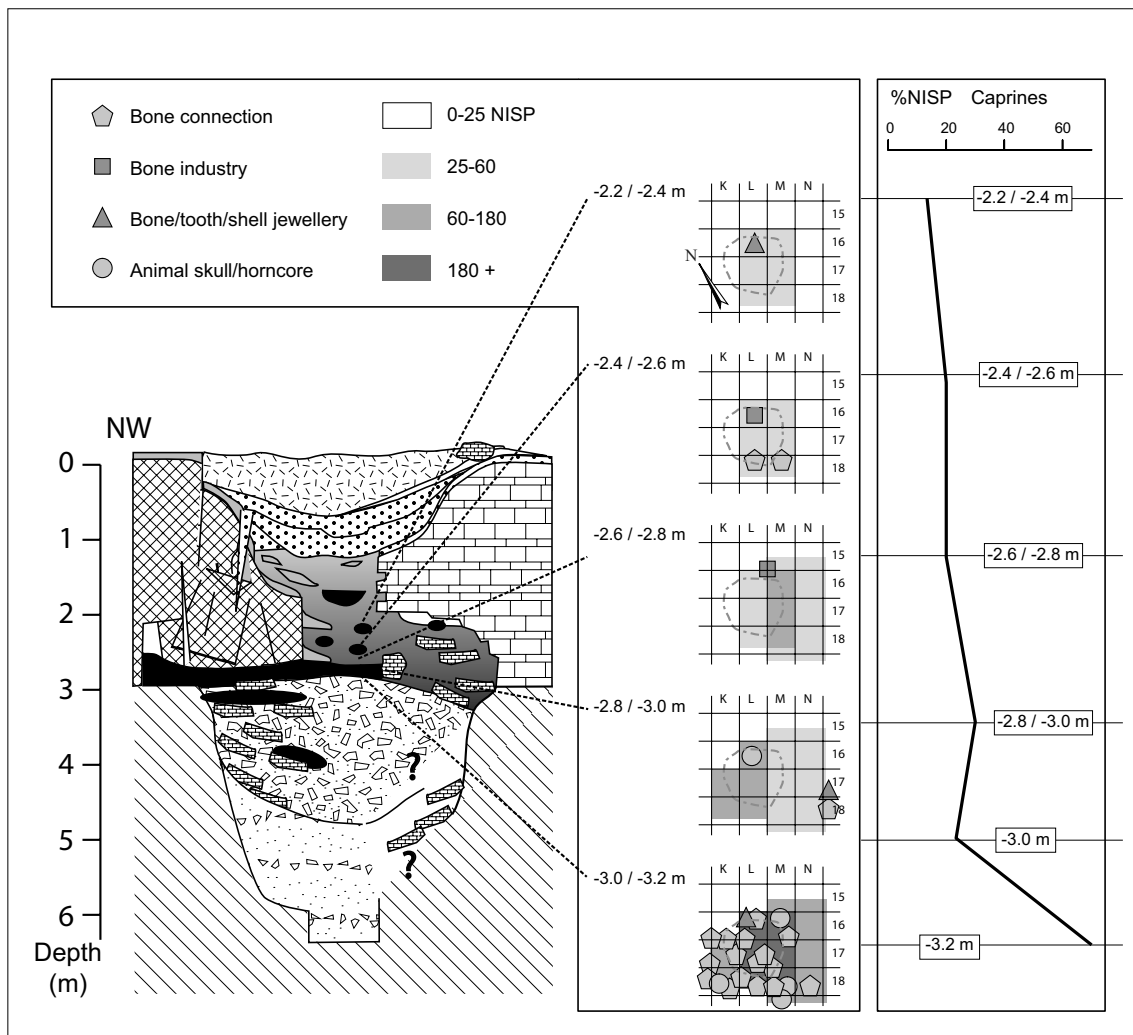 Bone connection
Bone industry
Bone/tooth/shell jewellery
Animal skull/horncore
0-25 NISP
25-60
60-180
180 +
NW
0
1
2
3
4
5
6
Depth
(m)
?
?
-2.2 / -2.4 m
K L M N
15
16
17
18
N
-2.4 / -2.6 m
K L M N
15
16
17
18
-2.6 / -2.8 m
K L M N
15
16
17
18
-2.8 / -3.0 m
K L M N
15
16
17
18
-3.0 / -3.2 m
K L M N
15
16
17
18
%NISP Caprines
0 20 40 60
-2.2 / -2.4 m
-2.4 / -2.6 m
-2.6 / -2.8 m
-2.8 / -3.0 m
-3.0 m
-3.2 m